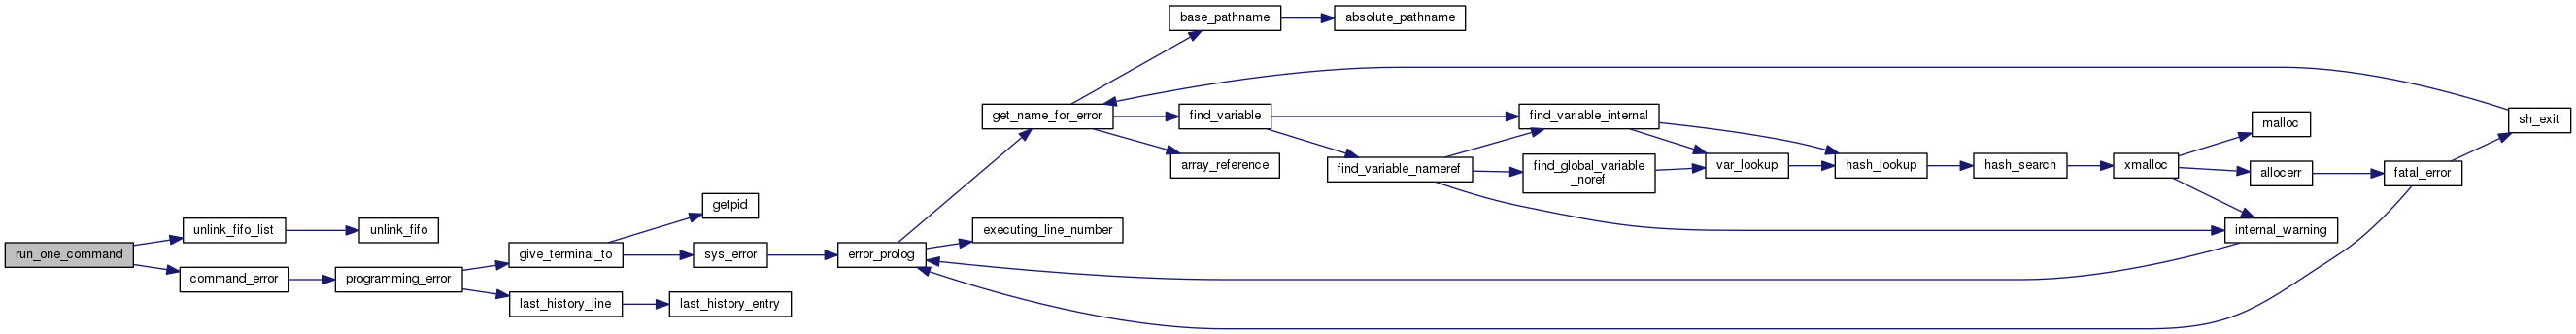 run_one_command
unlink_fifo_list
unlink_fifo
command_error
programming_error
give_terminal_to
getpid
sys_error
last_history_line
last_history_entry
error_prolog
get_name_for_error
executing_line_number
base_pathname
absolute_pathname
find_variable
array_reference
find_variable_internal
find_variable_nameref
find_global_variable
_noref
var_lookup
hash_lookup
hash_search
xmalloc
malloc
allocerr
internal_warning
fatal_error
sh_exit